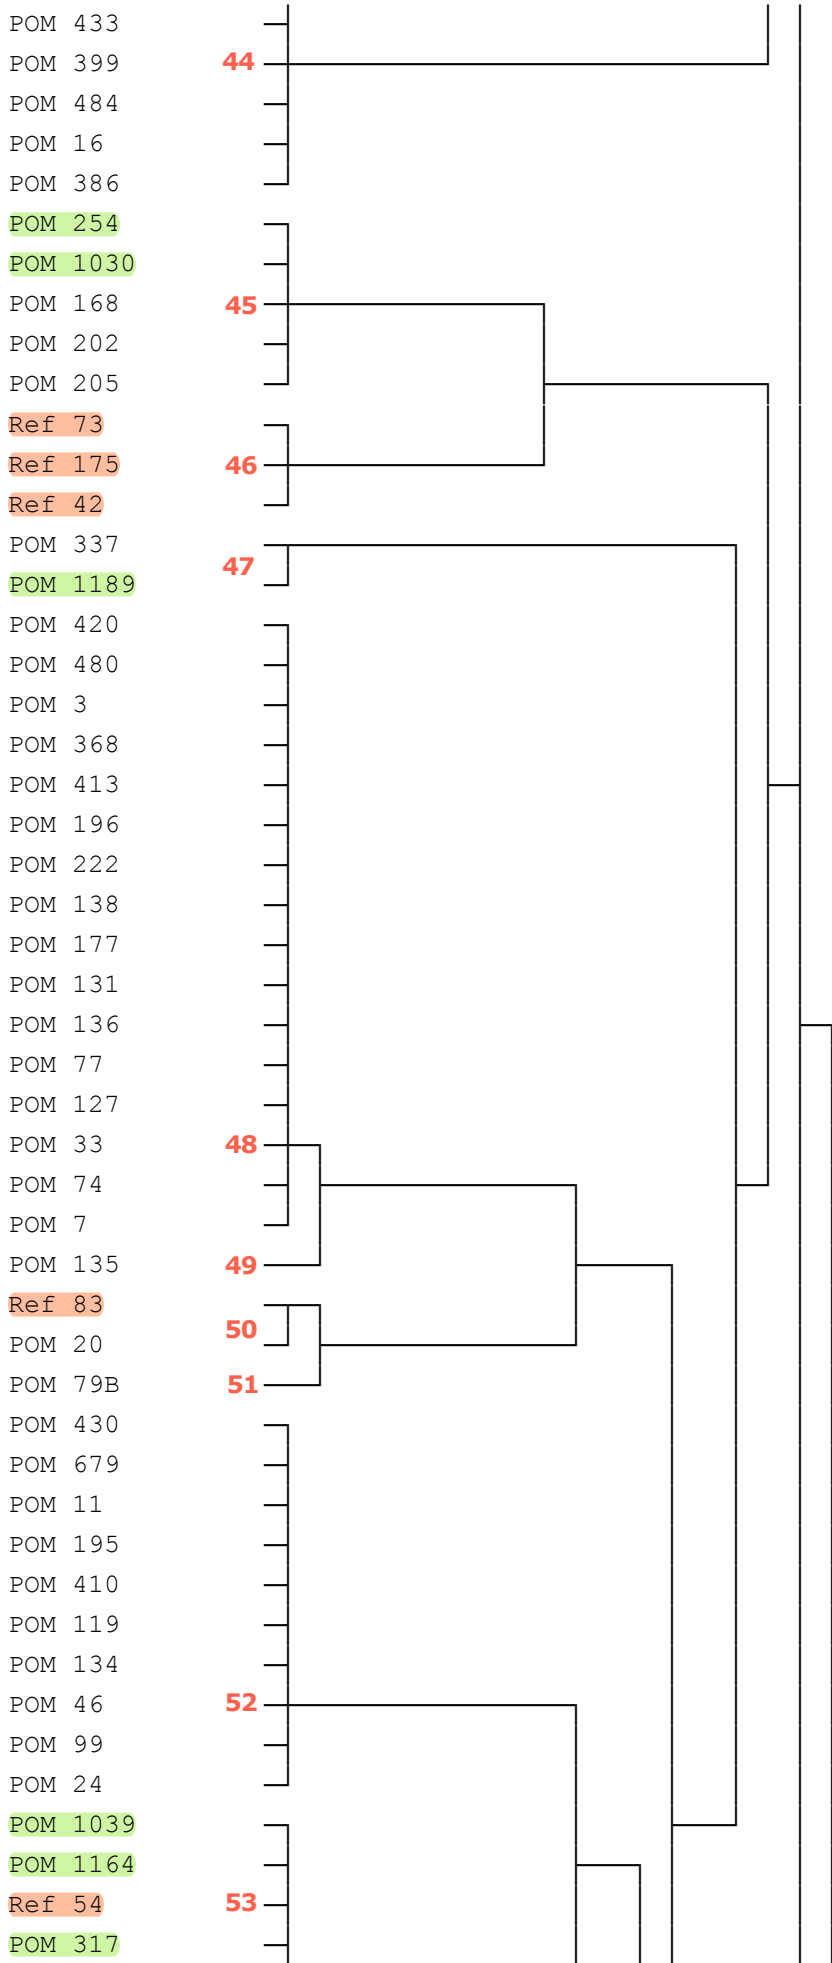 POM 433
POM 399 44
POM 484
POM 16
POM 386
POM 254
POM 1030
POM 168 45
POM 202
POM 205
Ref 73
Ref 175 46
Ref 42
POM 337
47
POM 1189
POM 420
POM 480
POM 3
POM 368
POM 413
POM 196
POM 222
POM 138
POM 177
POM 131
POM 136
POM 77
POM 127
POM 33 48
POM 74
POM 7
POM 135 49
Ref 83
50
POM 20
POM 79B 51
POM 430
POM 679
POM 11
POM 195
POM 410
POM 119
POM 134
POM 46 52
POM 99
POM 24
POM 1039
POM 1164
Ref 54 53
POM 317